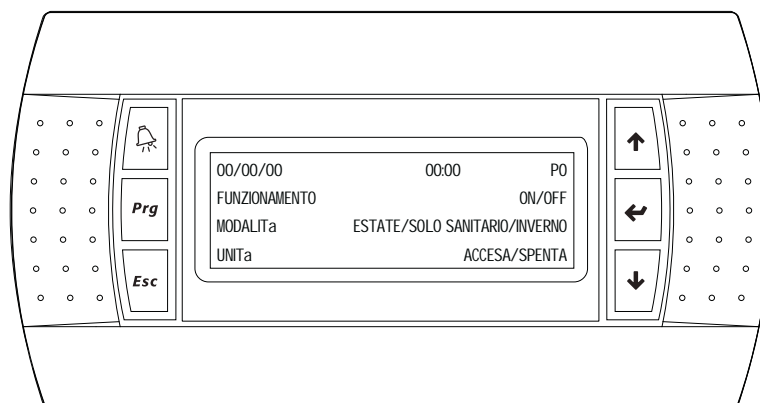 00/00/00 00:00 P0
FUNZIONAMENTO ON/OFF
MODALITa ESTATE/SOLO SANITARIO/INVERNO
UNITa ACCESA/SPENTA
Prg
Esc